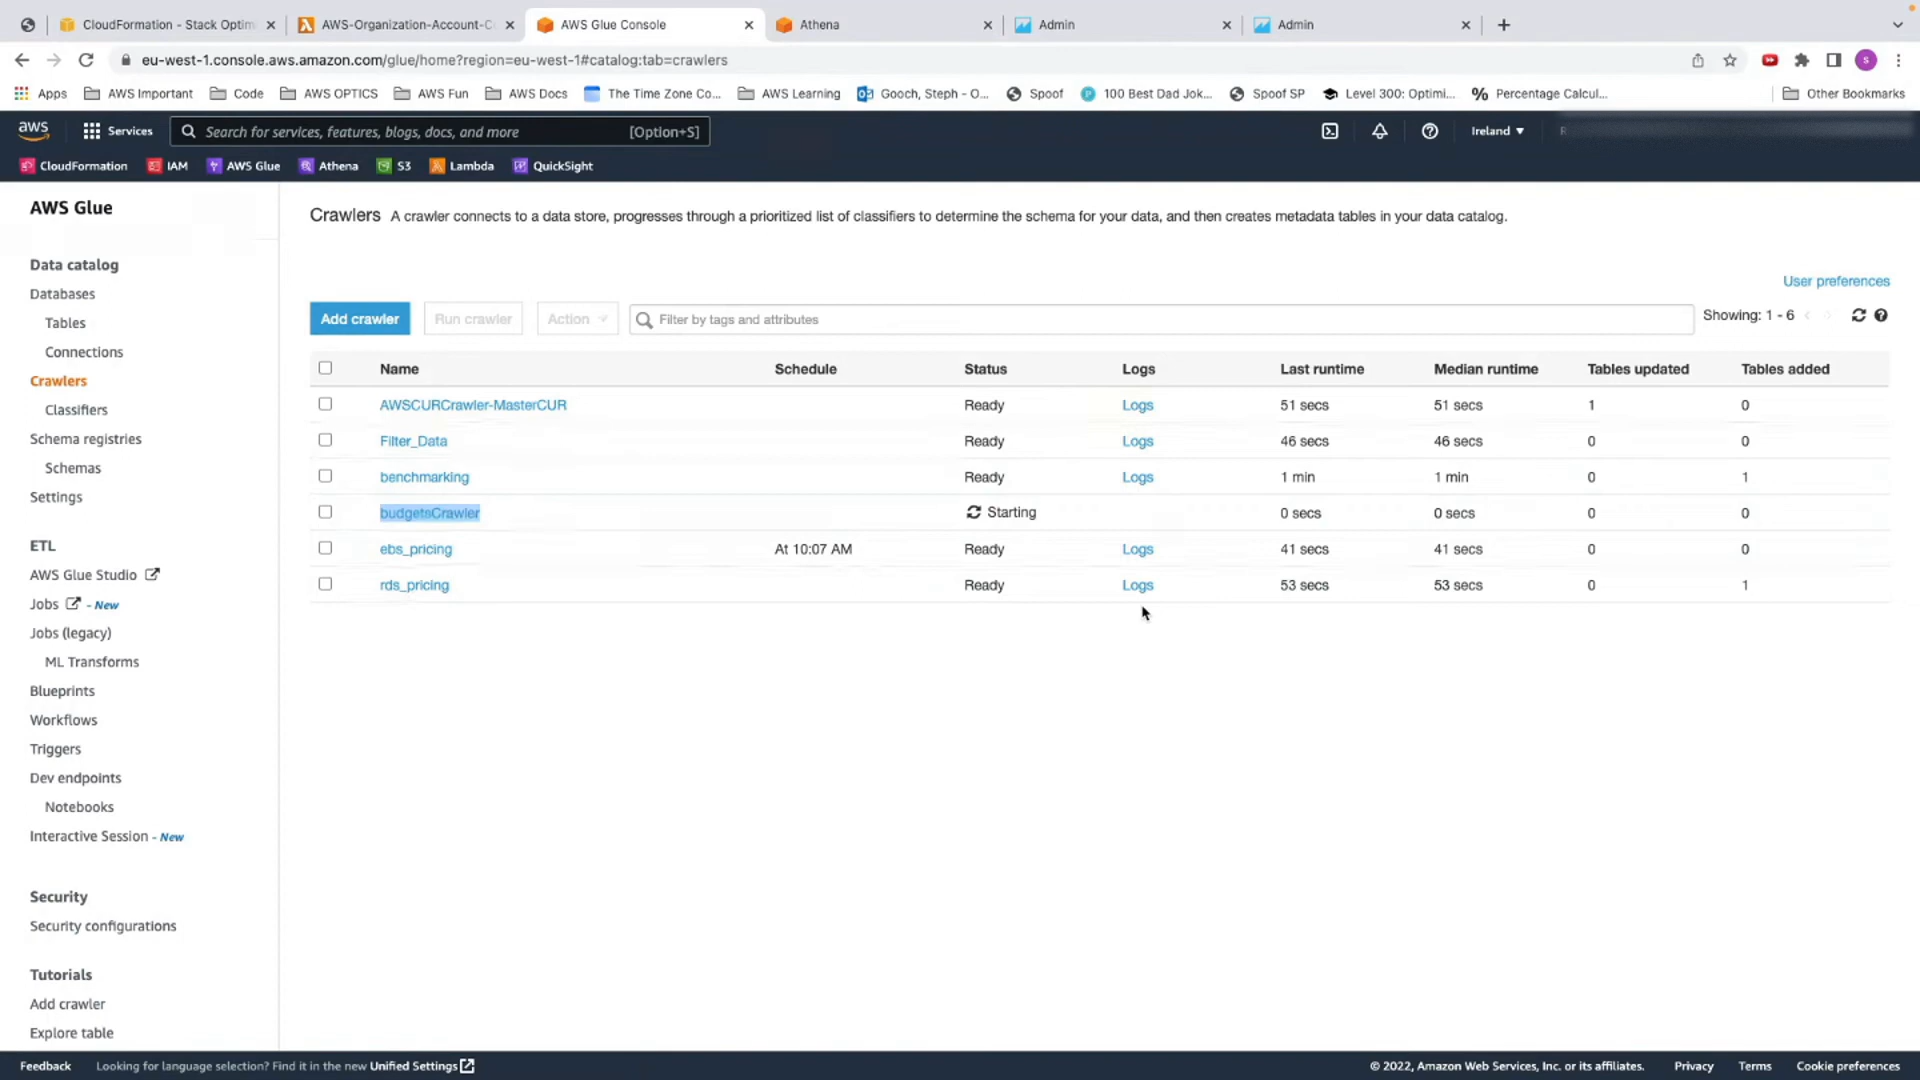 CloudFormation - Stack Optim
AWS-Organization-Account-C
AWS Glue Console
Athena
Admin
Admin
eu-west-1.console.aws.amazon.com/glue/home?region=eu-west-1#catalog:tab=crawlers
Apps
AWS Important
Code
AWS OPTICS
AWS Fun
AWS Docs
The Time Zone Co...
AWS Learning
Gooch, Steph - O...
Spoof
100 Best Dad Jok...
Spoof SP
Level 300: Optimi...
Percentage Calcul...
Other Bookmarks
aws
Services
Search for services, features, blogs, docs, and more
[Option+S]
Ireland
CloudFormation
IAM
AWS Glue
Athena
S3
Lambda
QuickSight
AWS Glue
Data catalog
Databases
Tables
Connections
Crawlers
Classifiers
Schema registries
Schemas
Settings
ETL
AWS Glue Studio
Jobs - New
Jobs (legacy)
ML Transforms
Blueprints
Workflows
Triggers
Dev endpoints
Notebooks
Interactive Session - New
Security
Security configurations
Tutorials
Add crawler
Explore table
Crawlers A crawler connects to a data store, progresses through a prioritized list of classifiers to determine the schema for your data, and then creates metadata tables in your data catalog.
User preferences
Add crawler
Run crawler
Action
Filter by tags and attributes
Showing: 1 - 6
Name Schedule Status Logs Last runtime Median runtime Tables updated Tables added
AWSCURCrawler-MasterCUR Ready Logs 51 secs 51 secs 1 0
Filter_Data Ready Logs 46 secs 46 secs 0 0
benchmarking Ready Logs 1 min 1 min 0 1
budgetsCrawler Starting 0 secs 0 secs 0 0
ebs_pricing At 10:07 AM Ready Logs 41 secs 41 secs 0 0
rds_pricing Ready Logs 53 secs 53 secs 0 1
Feedback
Looking for language selection? Find it in the new Unified Settings
© 2022, Amazon Web Services, Inc. or its affiliates.
Privacy
Terms
Cookie preferences